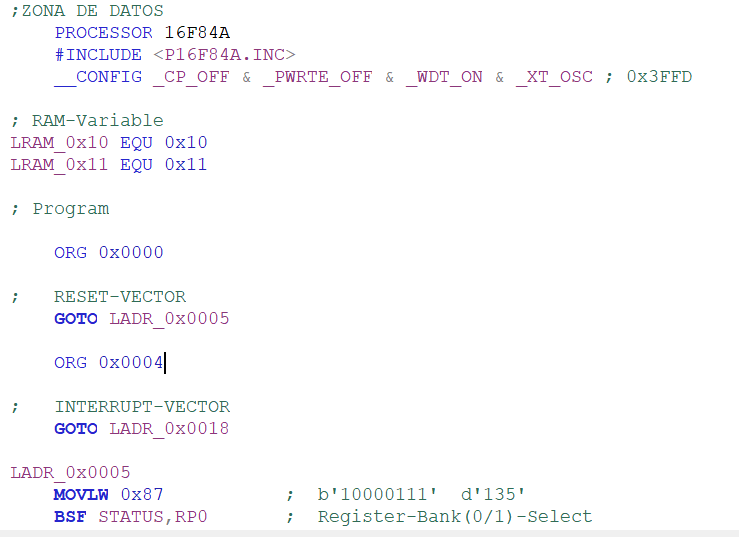 ;ZONA DE DATOS
PROCESSOR 16F84A
#INCLUDE <P16F84A.INC>
__CONFIG _CP_OFF & _PWRTE_OFF & _WDT_ON & _XT_OSC ; 0x3FFD
; RAM-Variable
LRAM_0x10 EQU 0x10
LRAM_0x11 EQU 0x11
; Program
ORG 0x0000
; RESET-VECTOR
GOTO LADR_0x0005
ORG 0x0004
; INTERRUPT-VECTOR
GOTO LADR_0x0018
LADR_0x0005
MOVLW 0x87 ; b'10000111' d'135'
BSF STATUS,RP0 ; Register-Bank(0/1)-Select